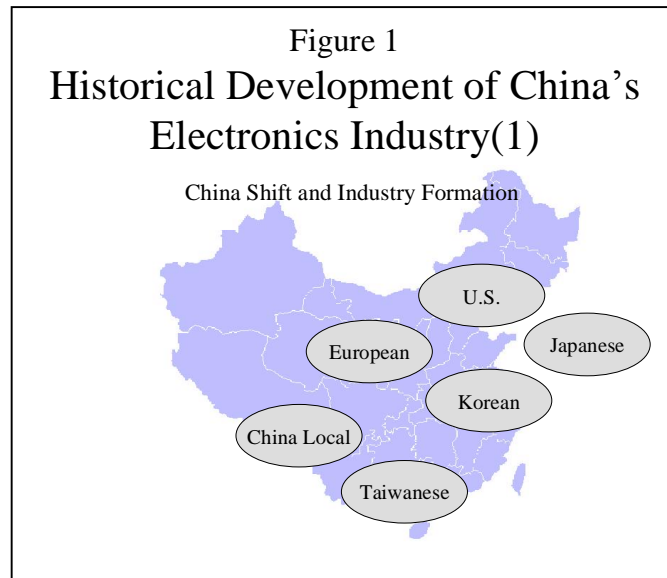 Figure 1
Historical Development of China's
Electronics Industry(1)
China Shift and Industry Formation
U.S.
Japanese
European
Korean
China Local
Taiwanese